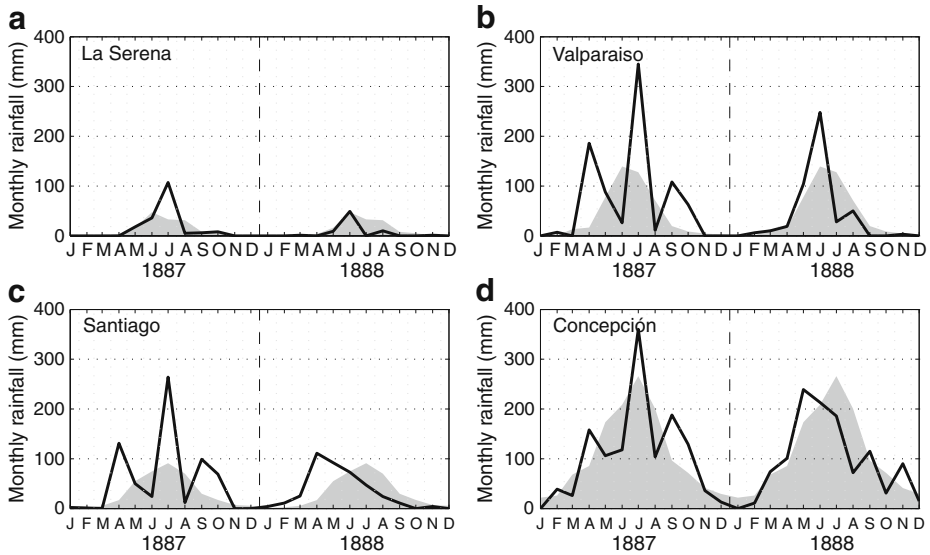 a
La Serena
Monthly rainfall (mm)
400
300
200
100
0
J F M A M J J A S O N D J F M A M J J A S O N D
1887 1888
b
Valparaiso
Monthly rainfall (mm)
400
300
200
100
0
J F M A M J J A S O N D J F M A M J J A S O N D
1887 1888
c
Santiago
Monthly rainfall (mm)
400
300
200
100
0
J F M A M J J A S O N D J F M A M J J A S O N D
1887 1888
d
Concepción
Monthly rainfall (mm)
400
300
200
100
0
J F M A M J J A S O N D J F M A M J J A S O N D
1887 1888